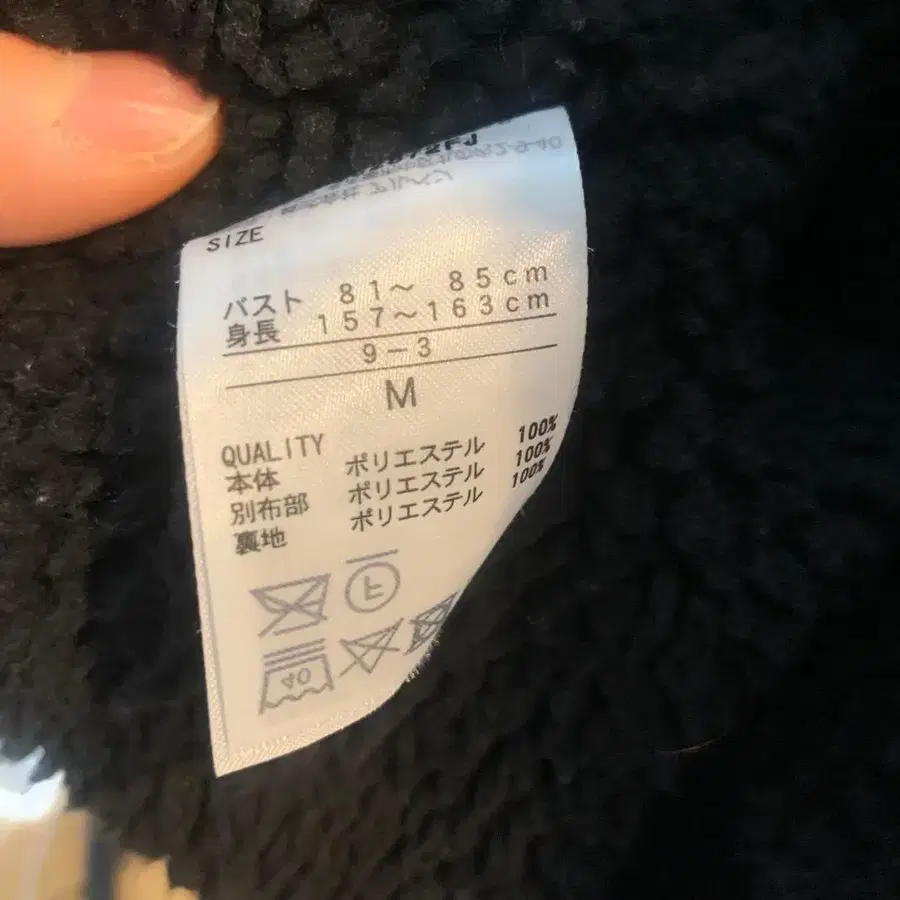 SIZE
バスト 81～ 85cm
身長 157～163cm
9-3
M
QUALITY
本体 ポリエステル 100%
別布部 ポリエステル 100%
裏地 ポリエステル 100%
F
40